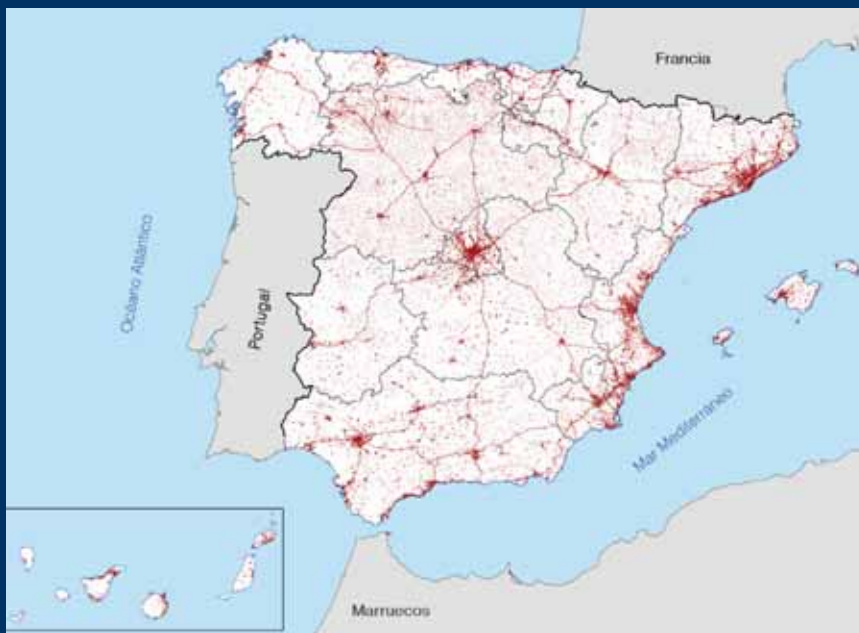 Francia
Océano Atlántico
Portugal
Mar Mediterráneo
Marruecos